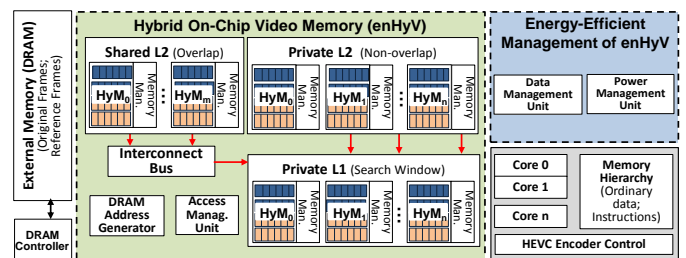 External Memory (DRAM)
(Original Frames;
Reference Frames)
DRAM
Controller
Hybrid On-Chip Video Memory (enHyV)
Shared L2 (Overlap)
HyM0
Memory
Man.
HyMm
Memory
Man.
Private L2 (Non-overlap)
HyM0
Memory
Man.
HyM1
Memory
Man.
HyMn
Memory
Man.
Interconnect
Bus
DRAM
Address
Generator
Access
Manag.
Unit
Private L1 (Search Window)
HyM0
Memory
Man.
HyM1
Memory
Man.
HyMn
Memory
Man.
Energy-Efficient
Management of enHyV
Data
Management
Unit
Power
Management
Unit
Core 0
Core 1
Core n
Memory
Hierarchy
(Ordinary
data;
Instructions)
HEVC Encoder Control